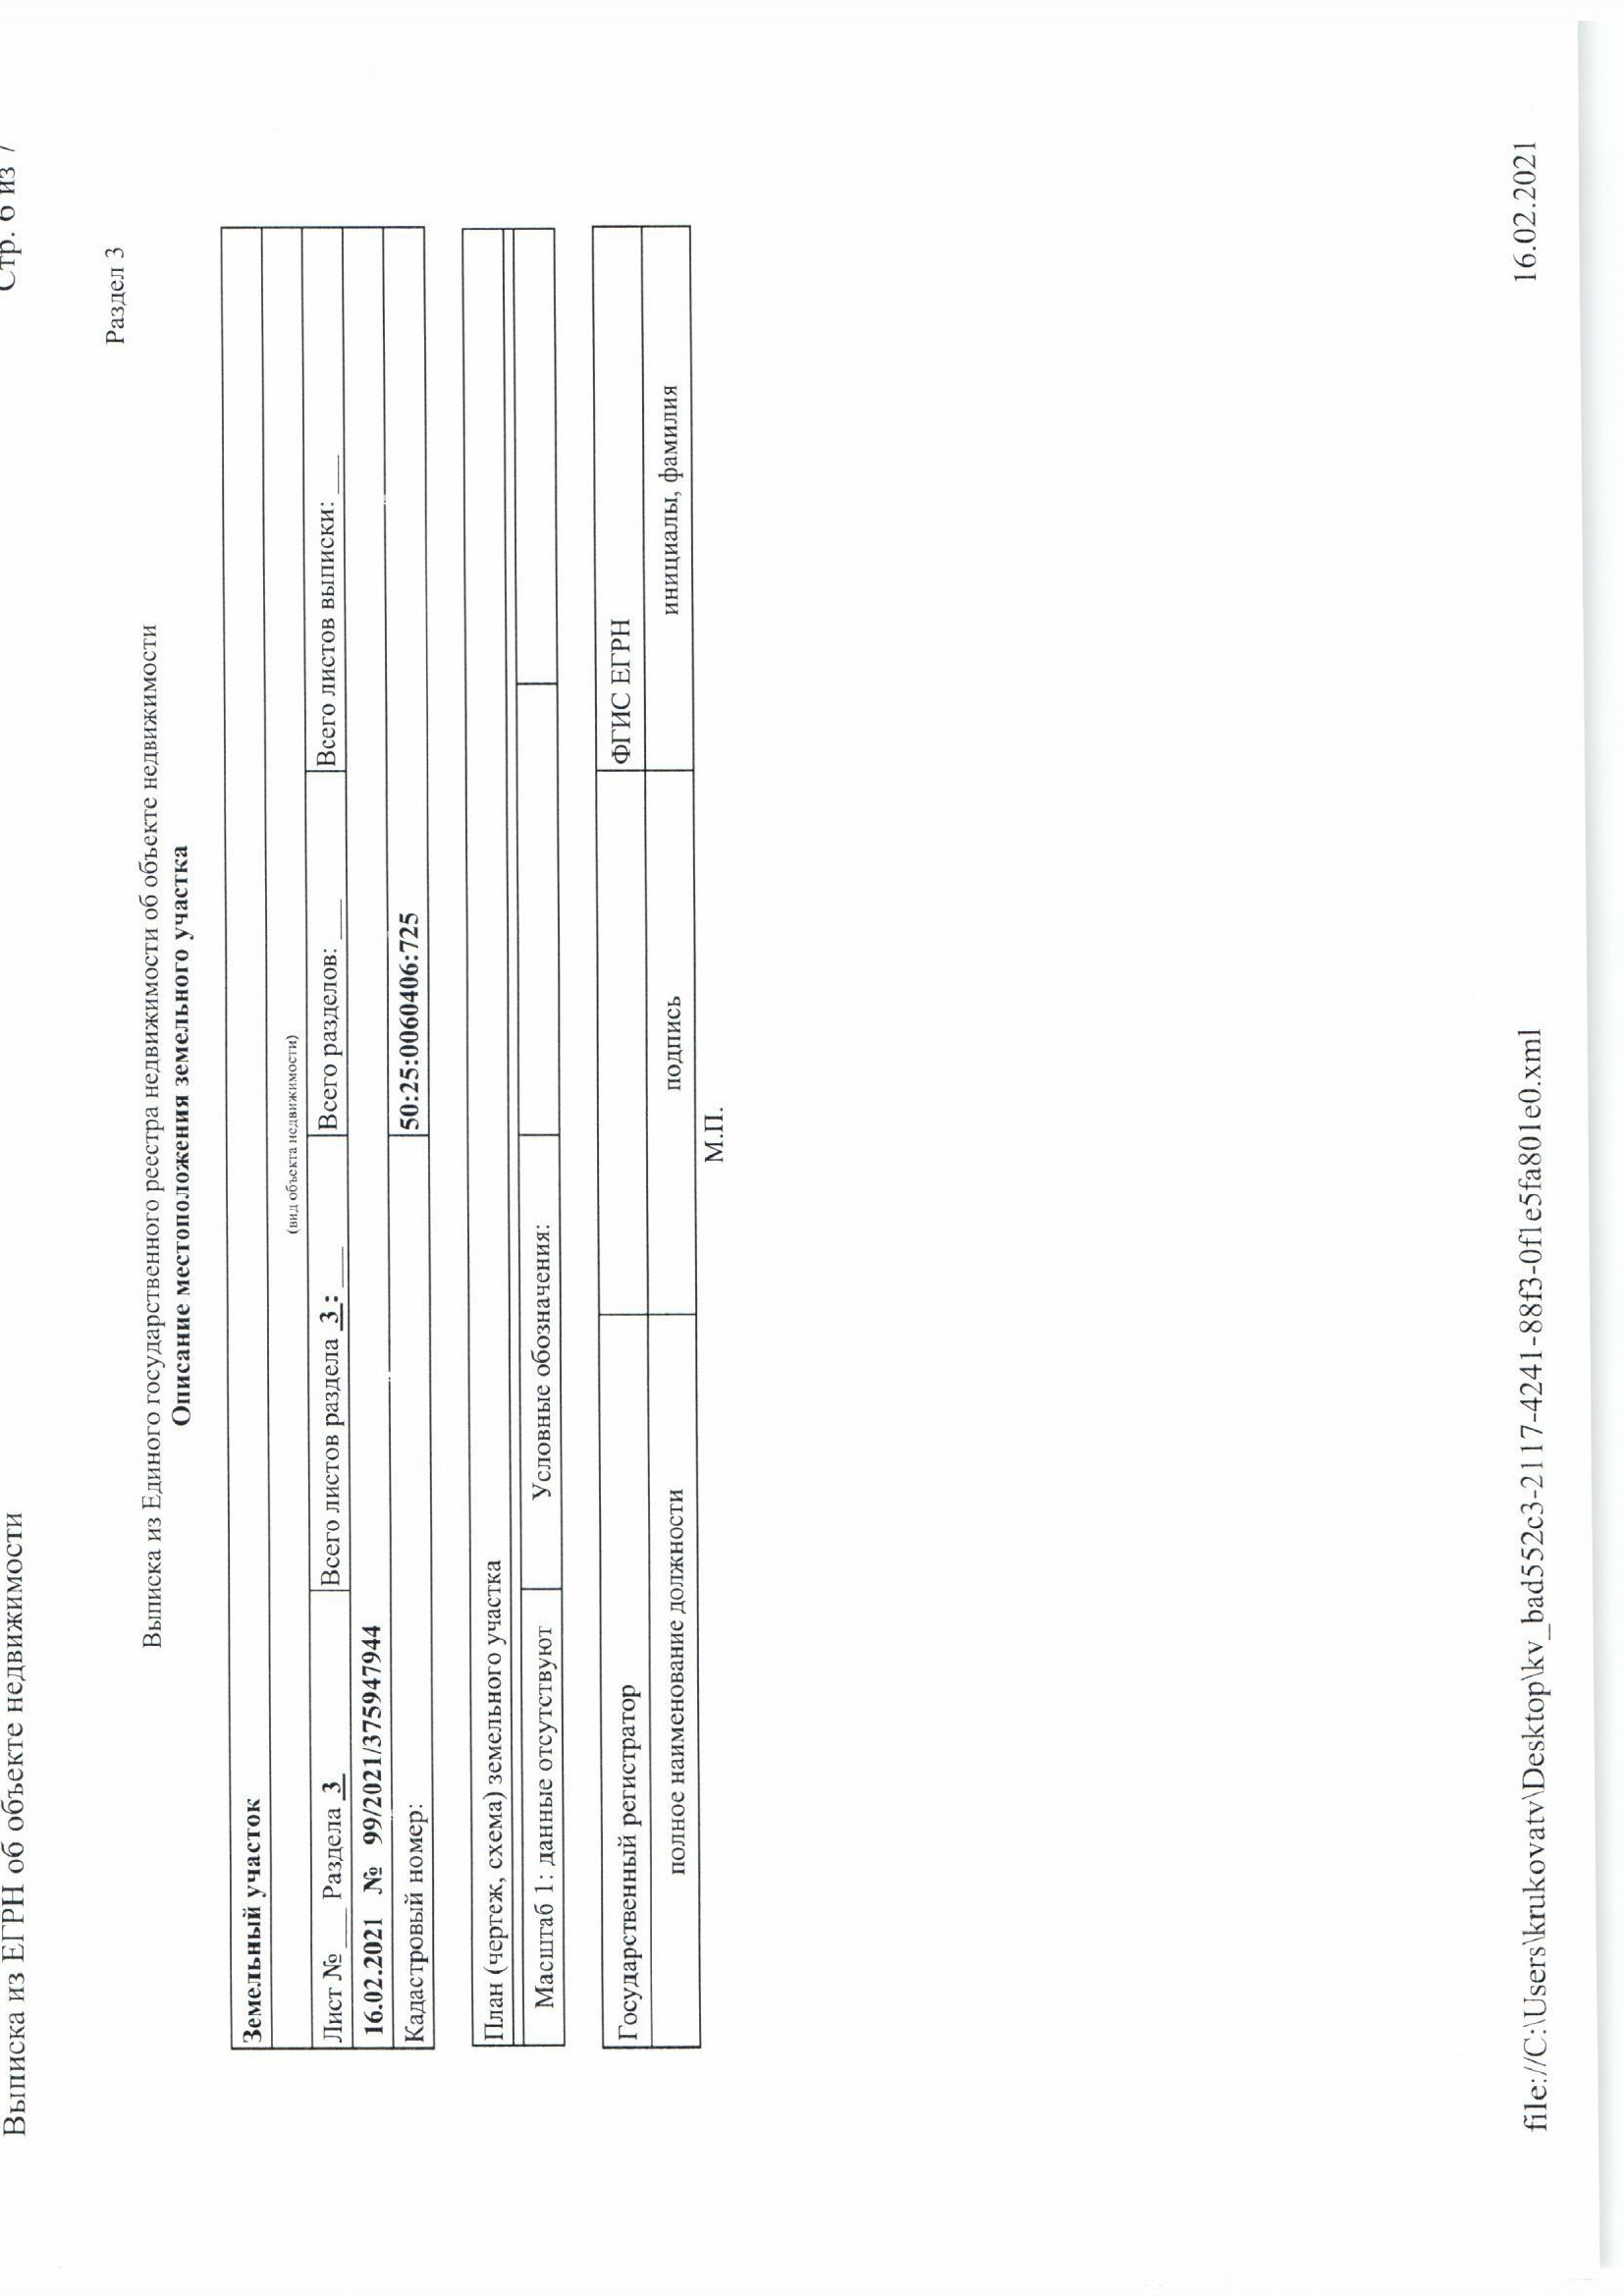 Выписка из ЕГРН об объекте недвижимости
Стр. 6 из 7
Раздел 3
Выписка из Единого государственного реестра недвижимости об объекте недвижимости
Описание местоположения земельного участка
Земельный участок
(вид объекта недвижимости)
Лист № ___ Раздела 3 Всего листов раздела 3 : ___ Всего разделов: ___ Всего листов выписки: ___
16.02.2021 № 99/2021/375947944
Кадастровый номер: 50:25:0060406:725
План (чертеж, схема) земельного участка
Масштаб 1: данные отсутствуют Условные обозначения:
Государственный регистратор ФГИС ЕГРН
полное наименование должности подпись инициалы, фамилия
М.П.
file://C:\Users\krukovatv\Desktop\kv_bad552c3-2117-4241-88f3-0f1e5fa801e0.xml 16.02.2021